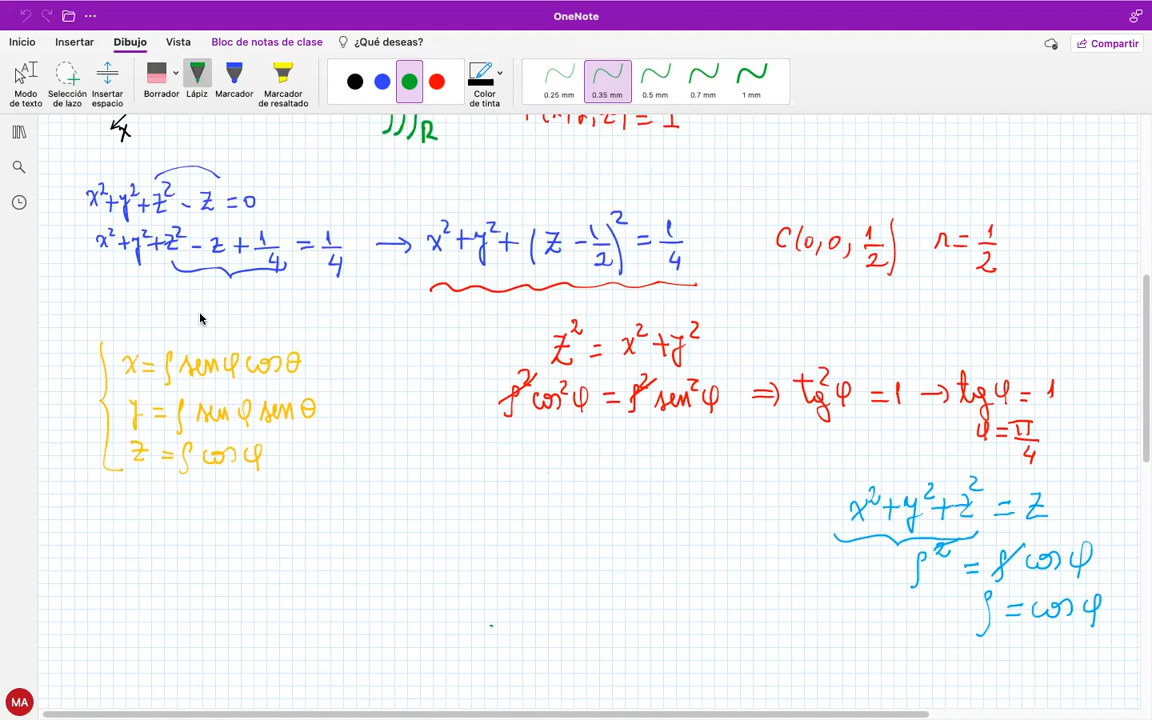 OneNote
Inicio Insertar Dibujo Vista Bloc de notas de clase ¿Qué deseas? Compartir
Modo de texto Selección de lazo Insertar espacio Borrador Lápiz Marcador Marcador de resaltado Color de tinta 0.25 mm 0.35 mm 0.5 mm 0.7 mm 1 mm
x
R
x² + y² + z² - z = 0
x² + y² + z² - z + 1/4 = 1/4 → x² + y² + (z - 1/2)² = 1/4 C(0, 0, 1/2) r = 1/2
z² = x² + y²
x = ρ sen φ cos θ
ρ² cos² φ = ρ² sen² φ ⇒ tg² φ = 1 → tg φ = 1
y = ρ sen φ sen θ
φ = π/4
z = ρ cos φ
x² + y² + z² = z
ρ² = ρ cos φ
ρ = cos φ
MA